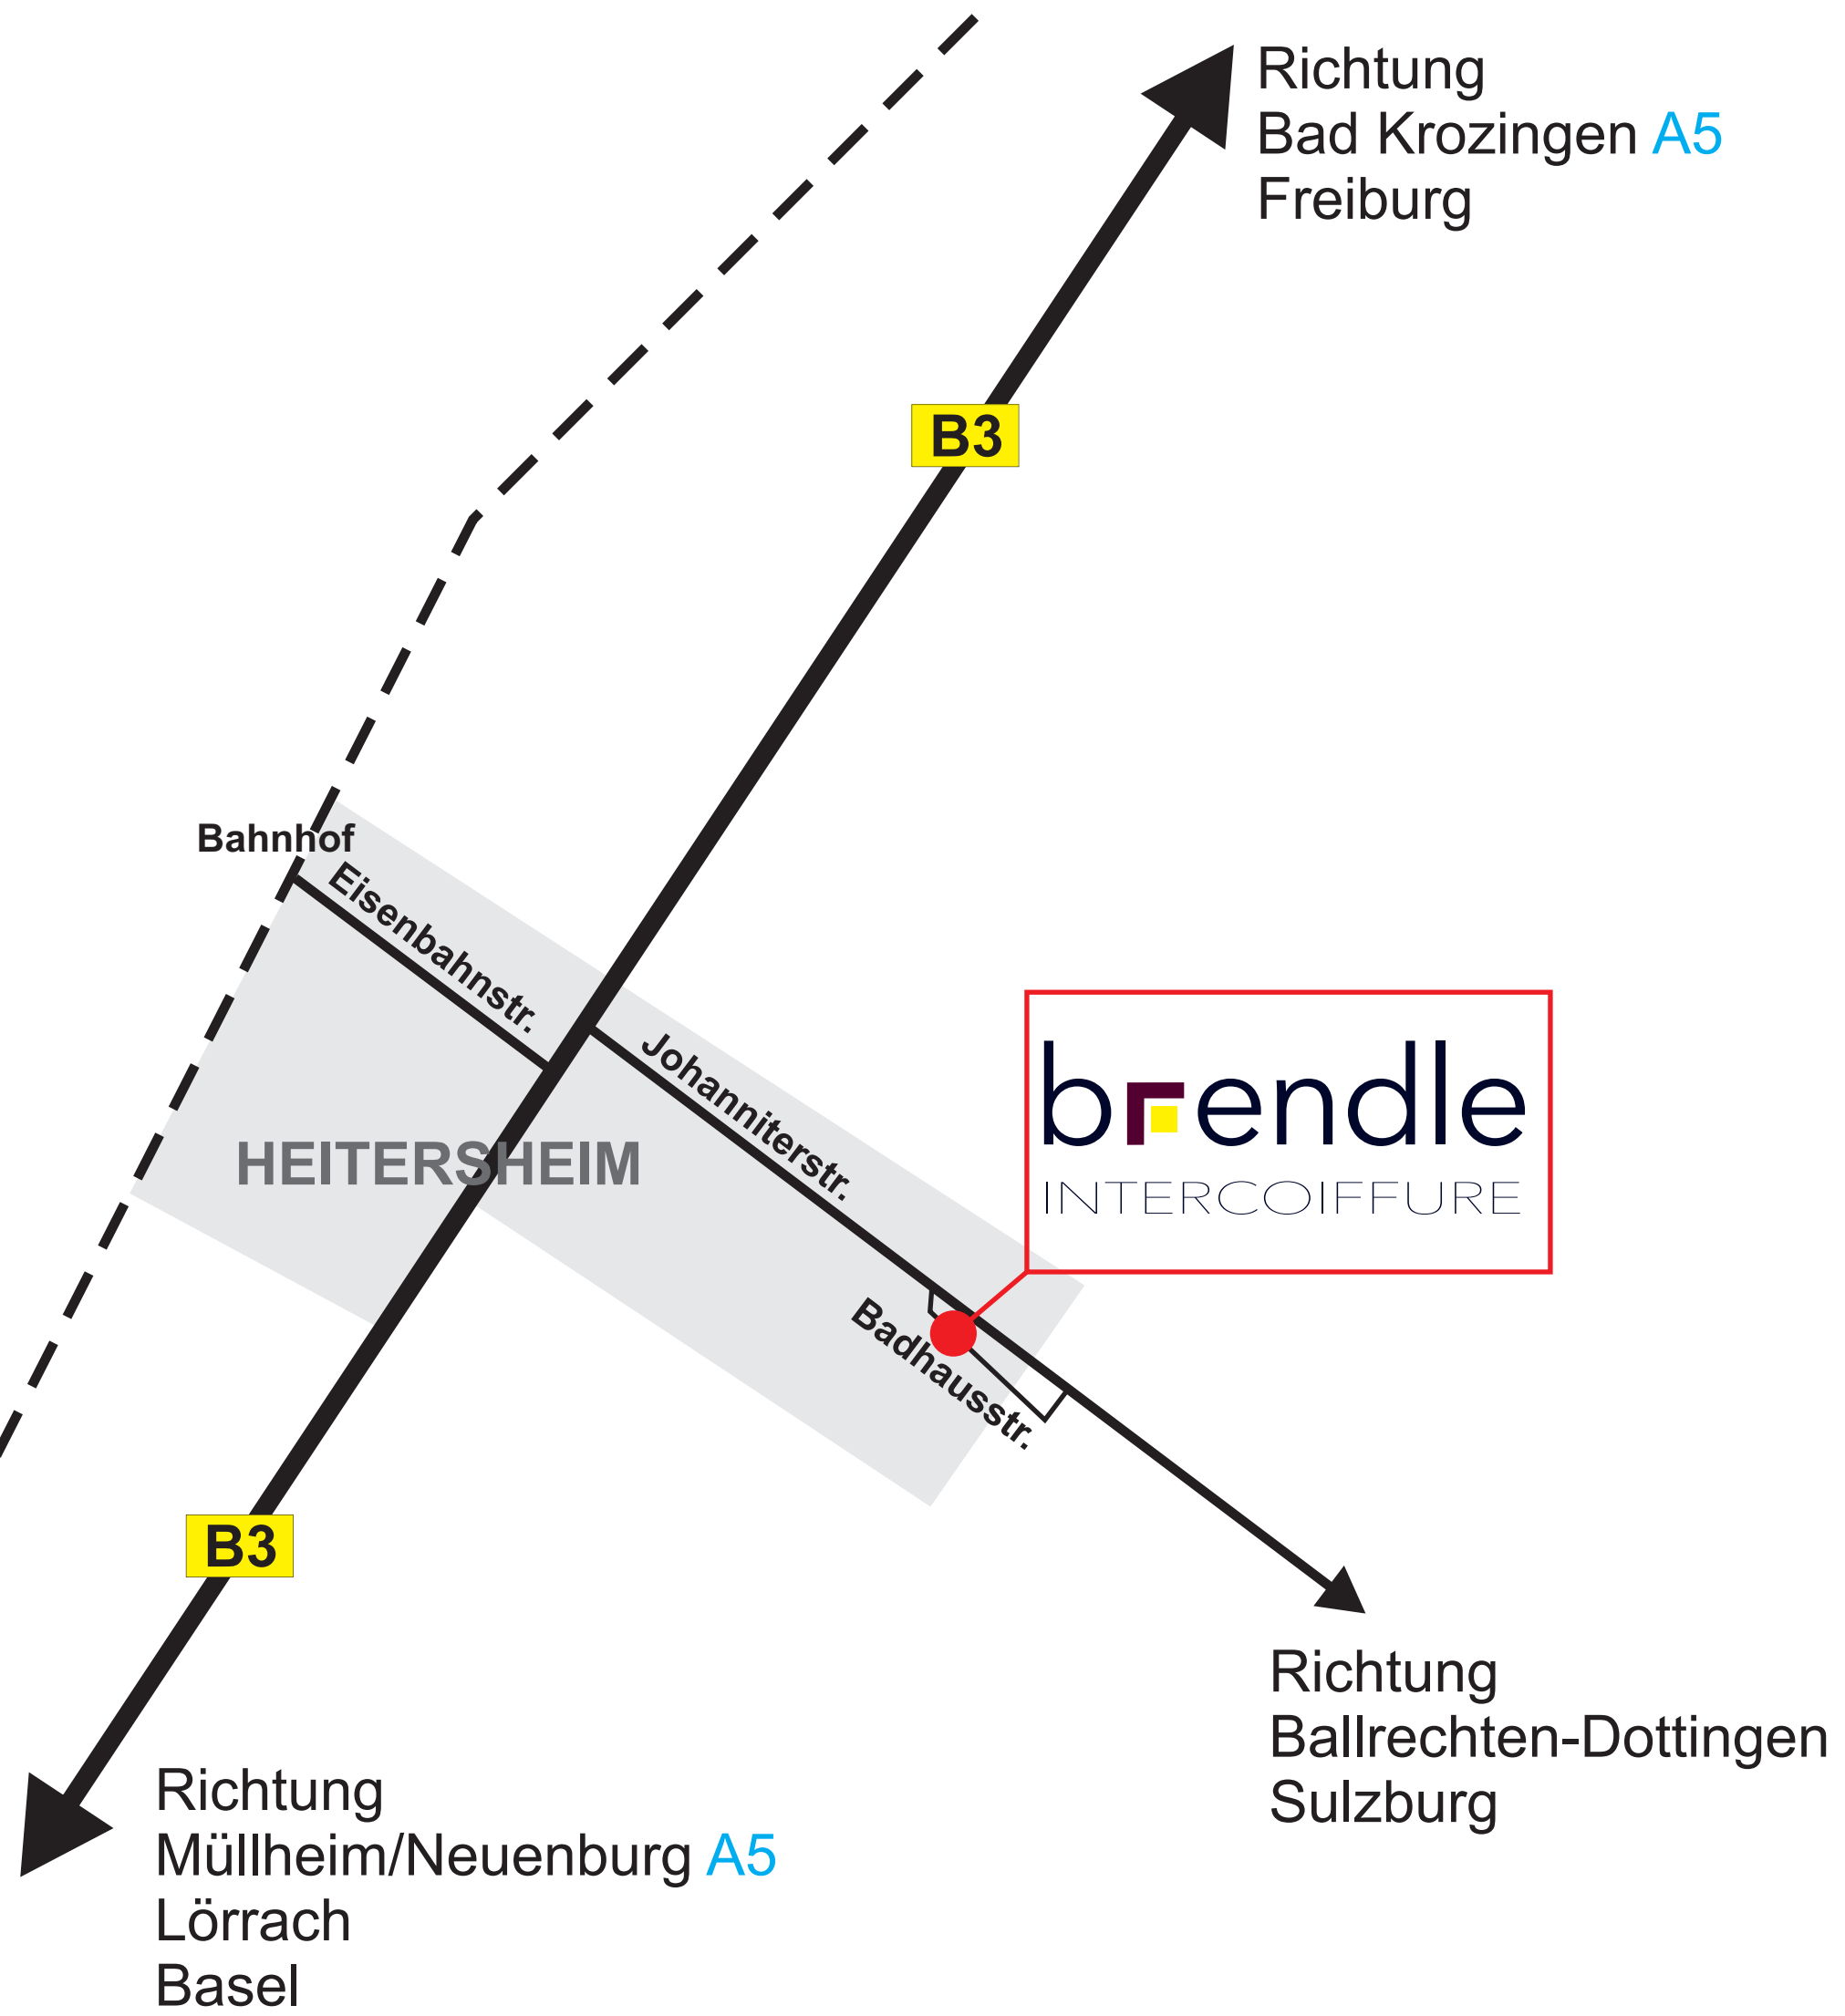 Richtung
Bad Krozingen A5
Freiburg
B3
Bahnhof
Eisenbahnstr.
Johanniterstr.
HEITERSHEIM
brendle
INTERCOIFFURE
Badhausstr.
B3
Richtung
Ballrechten-Dottingen
Sulzburg
Richtung
Müllheim/Neuenburg A5
Lörrach
Basel